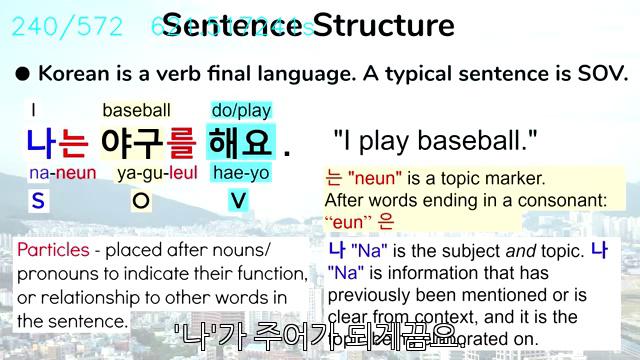 240/572
Sentence Structure
● Korean is a verb final language. A typical sentence is SOV.
I baseball do/play
나는 야구를 해요 .
na-neun ya-gu-leul hae-yo
S O V
"I play baseball."
는 "neun" is a topic marker.
After words ending in a consonant:
“eun” 은
Particles - placed after nouns/
pronouns to indicate their function,
or relationship to other words in
the sentence.
나 "Na" is the subject and topic. 나
"Na" is information that has
previously been mentioned or is
clear from context, and it is the
topic being elaborated on.
'나'가 주어가 되게끔요.